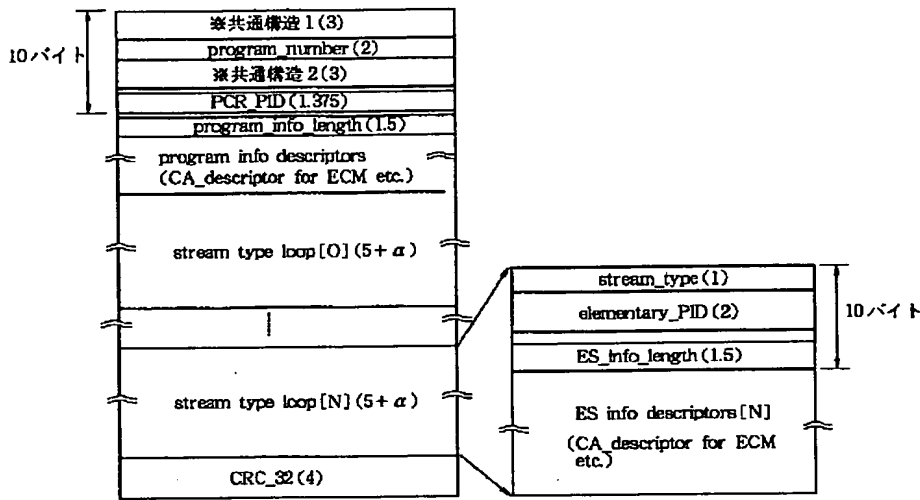 ※共通構造1(3)
10バイト
program_number(2)
※共通構造2(3)
PCR_PID(1.375)
program_info_length(1.5)
program info descriptors
(CA_descriptor for ECM etc.)
stream type loop[O](5+α)
stream type loop[N](5+α)
CRC_32(4)
stream_type(1)
elementary_PID(2)
10バイト
ES_info_length(1.5)
ES info descriptors[N]
(CA_descriptor for ECM
etc.)